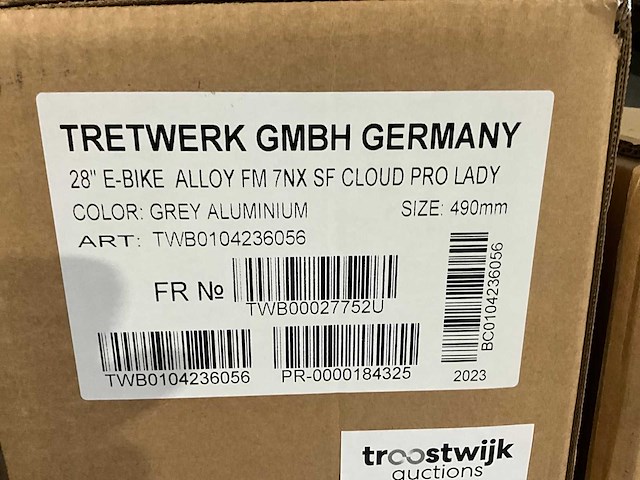 TRETWERK GMBH GERMANY
28" E-BIKE ALLOY FM 7NX SF CLOUD PRO LADY
COLOR: GREY ALUMINIUM SIZE: 490mm
ART: TWB0104236056
FR №
TWB00027752U
BC0104236056
TWB0104236056
PR-0000184325
2023
troostwijk
auctions